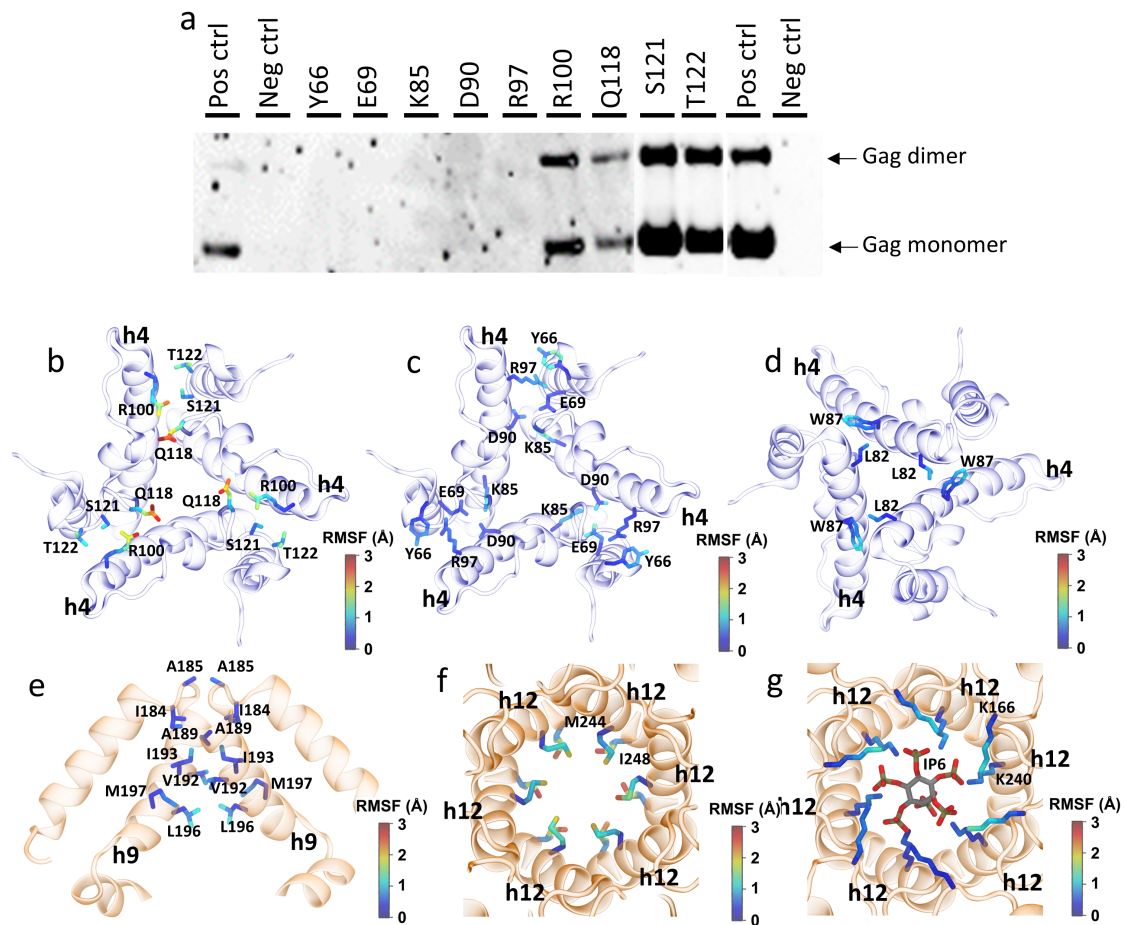 a
Pos ctrl
Neg ctrl
Y66
E69
K85
D90
R97
R100
Q118
S121
T122
Pos ctrl
Neg ctrl
Gag dimer
Gag monomer
b
h4
T122
R100
S121
Q118
Q118
Q118
R100
h4
S121
T122
R100
S121
T122
h4
RMSF (Å)
3
2
1
0
c
h4
Y66
R97
E69
D90
K85
E69
K85
D90
K85
R97
h4
Y66
R97
D90
E69
Y66
h4
RMSF (Å)
3
2
1
0
d
h4
W87
L82
L82
W87
h4
L82
W87
h4
RMSF (Å)
3
2
1
0
e
A185
A185
I184
I184
A189
A189
I193
I193
V192
V192
M197
M197
L196
L196
h9
h9
RMSF (Å)
3
2
1
0
f
h12
h12
M244
I248
h12
h12
h12
h12
RMSF (Å)
3
2
1
0
g
h12
h12
K166
IP6
h12
K240
h12
h12
h12
RMSF (Å)
3
2
1
0